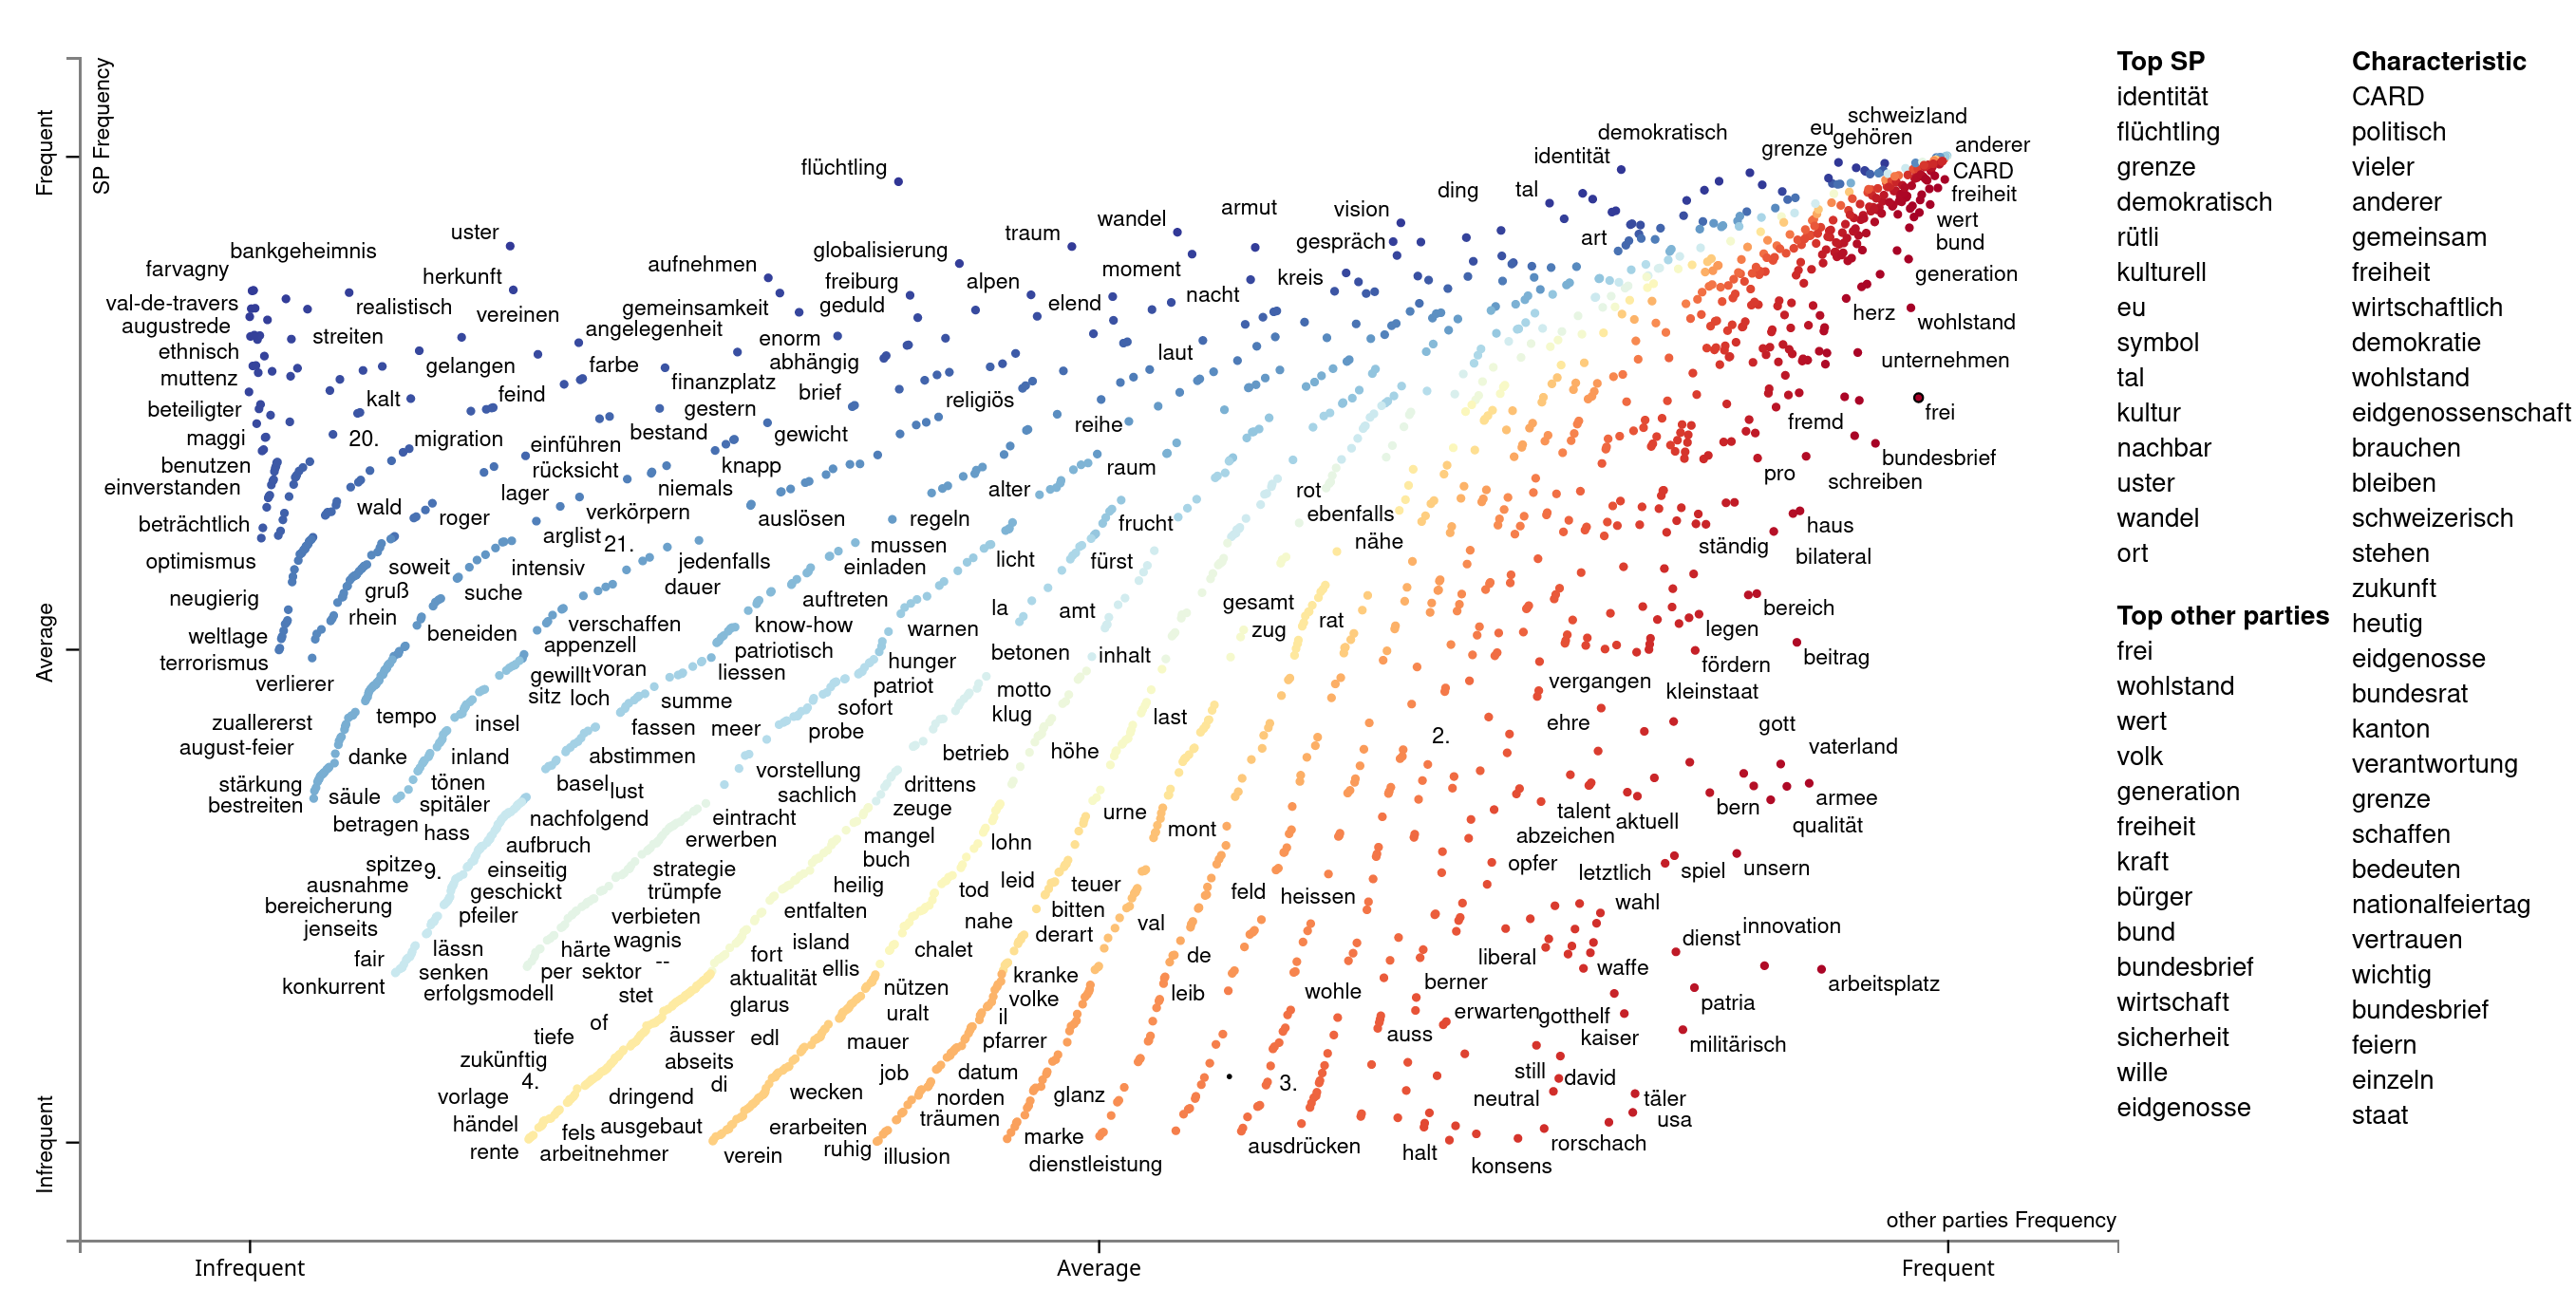 Top SP
identität
flüchtling
grenze
demokratisch
rütli
kulturell
eu
symbol
tal
kultur
nachbar
uster
wandel
ort
Top other parties
frei
wohlstand
wert
volk
generation
freiheit
kraft
bürger
bund
bundesbrief
wirtschaft
sicherheit
wille
eidgenosse
Characteristic
CARD
politisch
vieler
anderer
gemeinsam
freiheit
wirtschaftlich
demokratie
wohlstand
eidgenossenschaft
brauchen
bleiben
schweizerisch
stehen
zukunft
heutig
eidgenosse
bundesrat
kanton
verantwortung
grenze
schaffen
bedeuten
nationalfeiertag
vertrauen
wichtig
bundesbrief
feiern
einzeln
staat
SP Frequency
Frequent
Average
Infrequent
other parties Frequency
Infrequent
Average
Frequent
schweiz land
eu gehören
demokratisch
grenze
anderer
identität
CARD
flüchtling
ding
tal
freiheit
armut
vision
wandel
wert
uster
traum
gespräch
art
bund
bankgeheimnis
globalisierung
farvagny
herkunft
aufnehmen
freiburg
alpen
moment
kreis
generation
val-de-travers
realistisch
vereinen
gemeinsamkeit
geduld
elend
nacht
herz
wohlstand
augustrede
streiten
angelegenheit
enorm
ethnisch
gelangen
farbe
abhängig
laut
unternehmen
muttenz
kalt
feind
finanzplatz
brief
religiös
beteiligter
gestern
frei
maggi
20.
migration
einführen
bestand
gewicht
reihe
fremd
benutzen
rücksicht
knapp
raum
bundesbrief
einverstanden
lager
niemals
alter
rot
pro
schreiben
beträchtlich
wald
roger
verkörpern
auslösen
regeln
frucht
ebenfalls
haus
arglist
21.
mussen
nähe
ständig
bilateral
optimismus
soweit
intensiv
jedenfalls
einladen
licht
fürst
neugierig
gruß
suche
dauer
auftreten
la
amt
gesamt
bereich
rhein
verschaffen
know-how
warnen
zug
rat
legen
weltlage
beneiden
appenzell
patriotisch
betonen
inhalt
beitrag
terrorismus
gewillt
voran
liessen
hunger
fördern
verlierer
sitz
loch
summe
patriot
motto
vergangen
kleinstaat
zuallererst
tempo
insel
fassen
meer
sofort
klug
last
ehre
gott
august-feier
danke
inland
abstimmen
probe
betrieb
höhe
2.
vaterland
stärkung
tönen
basel
lust
vorstellung
drittens
bestreiten
säule
spitäler
sachlich
zeuge
urne
talent
bern
armee
betragen
hass
nachfolgend
eintracht
mangel
mont
abzeichen
aktuell
qualität
aufbruch
erwerben
buch
lohn
spitze
9.
einseitig
strategie
opfer
letztlich
spiel
unsern
ausnahme
geschickt
trümpfe
heilig
tod
leid
teuer
feld
heissen
bereicherung
pfeiler
verbieten
entfalten
nahe
bitten
wahl
jenseits
wagnis
island
derart
val
innovation
fair
lässn
härte
--
fort
chalet
de
liberal
dienst
konkurrent
senken
per
sektor
aktualität
ellis
kranke
waffe
erfolgsmodell
stet
glarus
nützen
volke
leib
wohle
berner
patria
arbeitsplatz
tiefe
of
äusser
edl
uralt
il
erwarten
gotthelf
zukünftig
abseits
mauer
pfarrer
auss
kaiser
militärisch
4.
di
job
datum
.
3.
still
david
vorlage
dringend
wecken
norden
glanz
neutral
täler
händel
fels
ausgebaut
erarbeiten
träumen
usa
rente
arbeitnehmer
verein
ruhig
illusion
marke
ausdrücken
halt
rorschach
dienstleistung
konsens